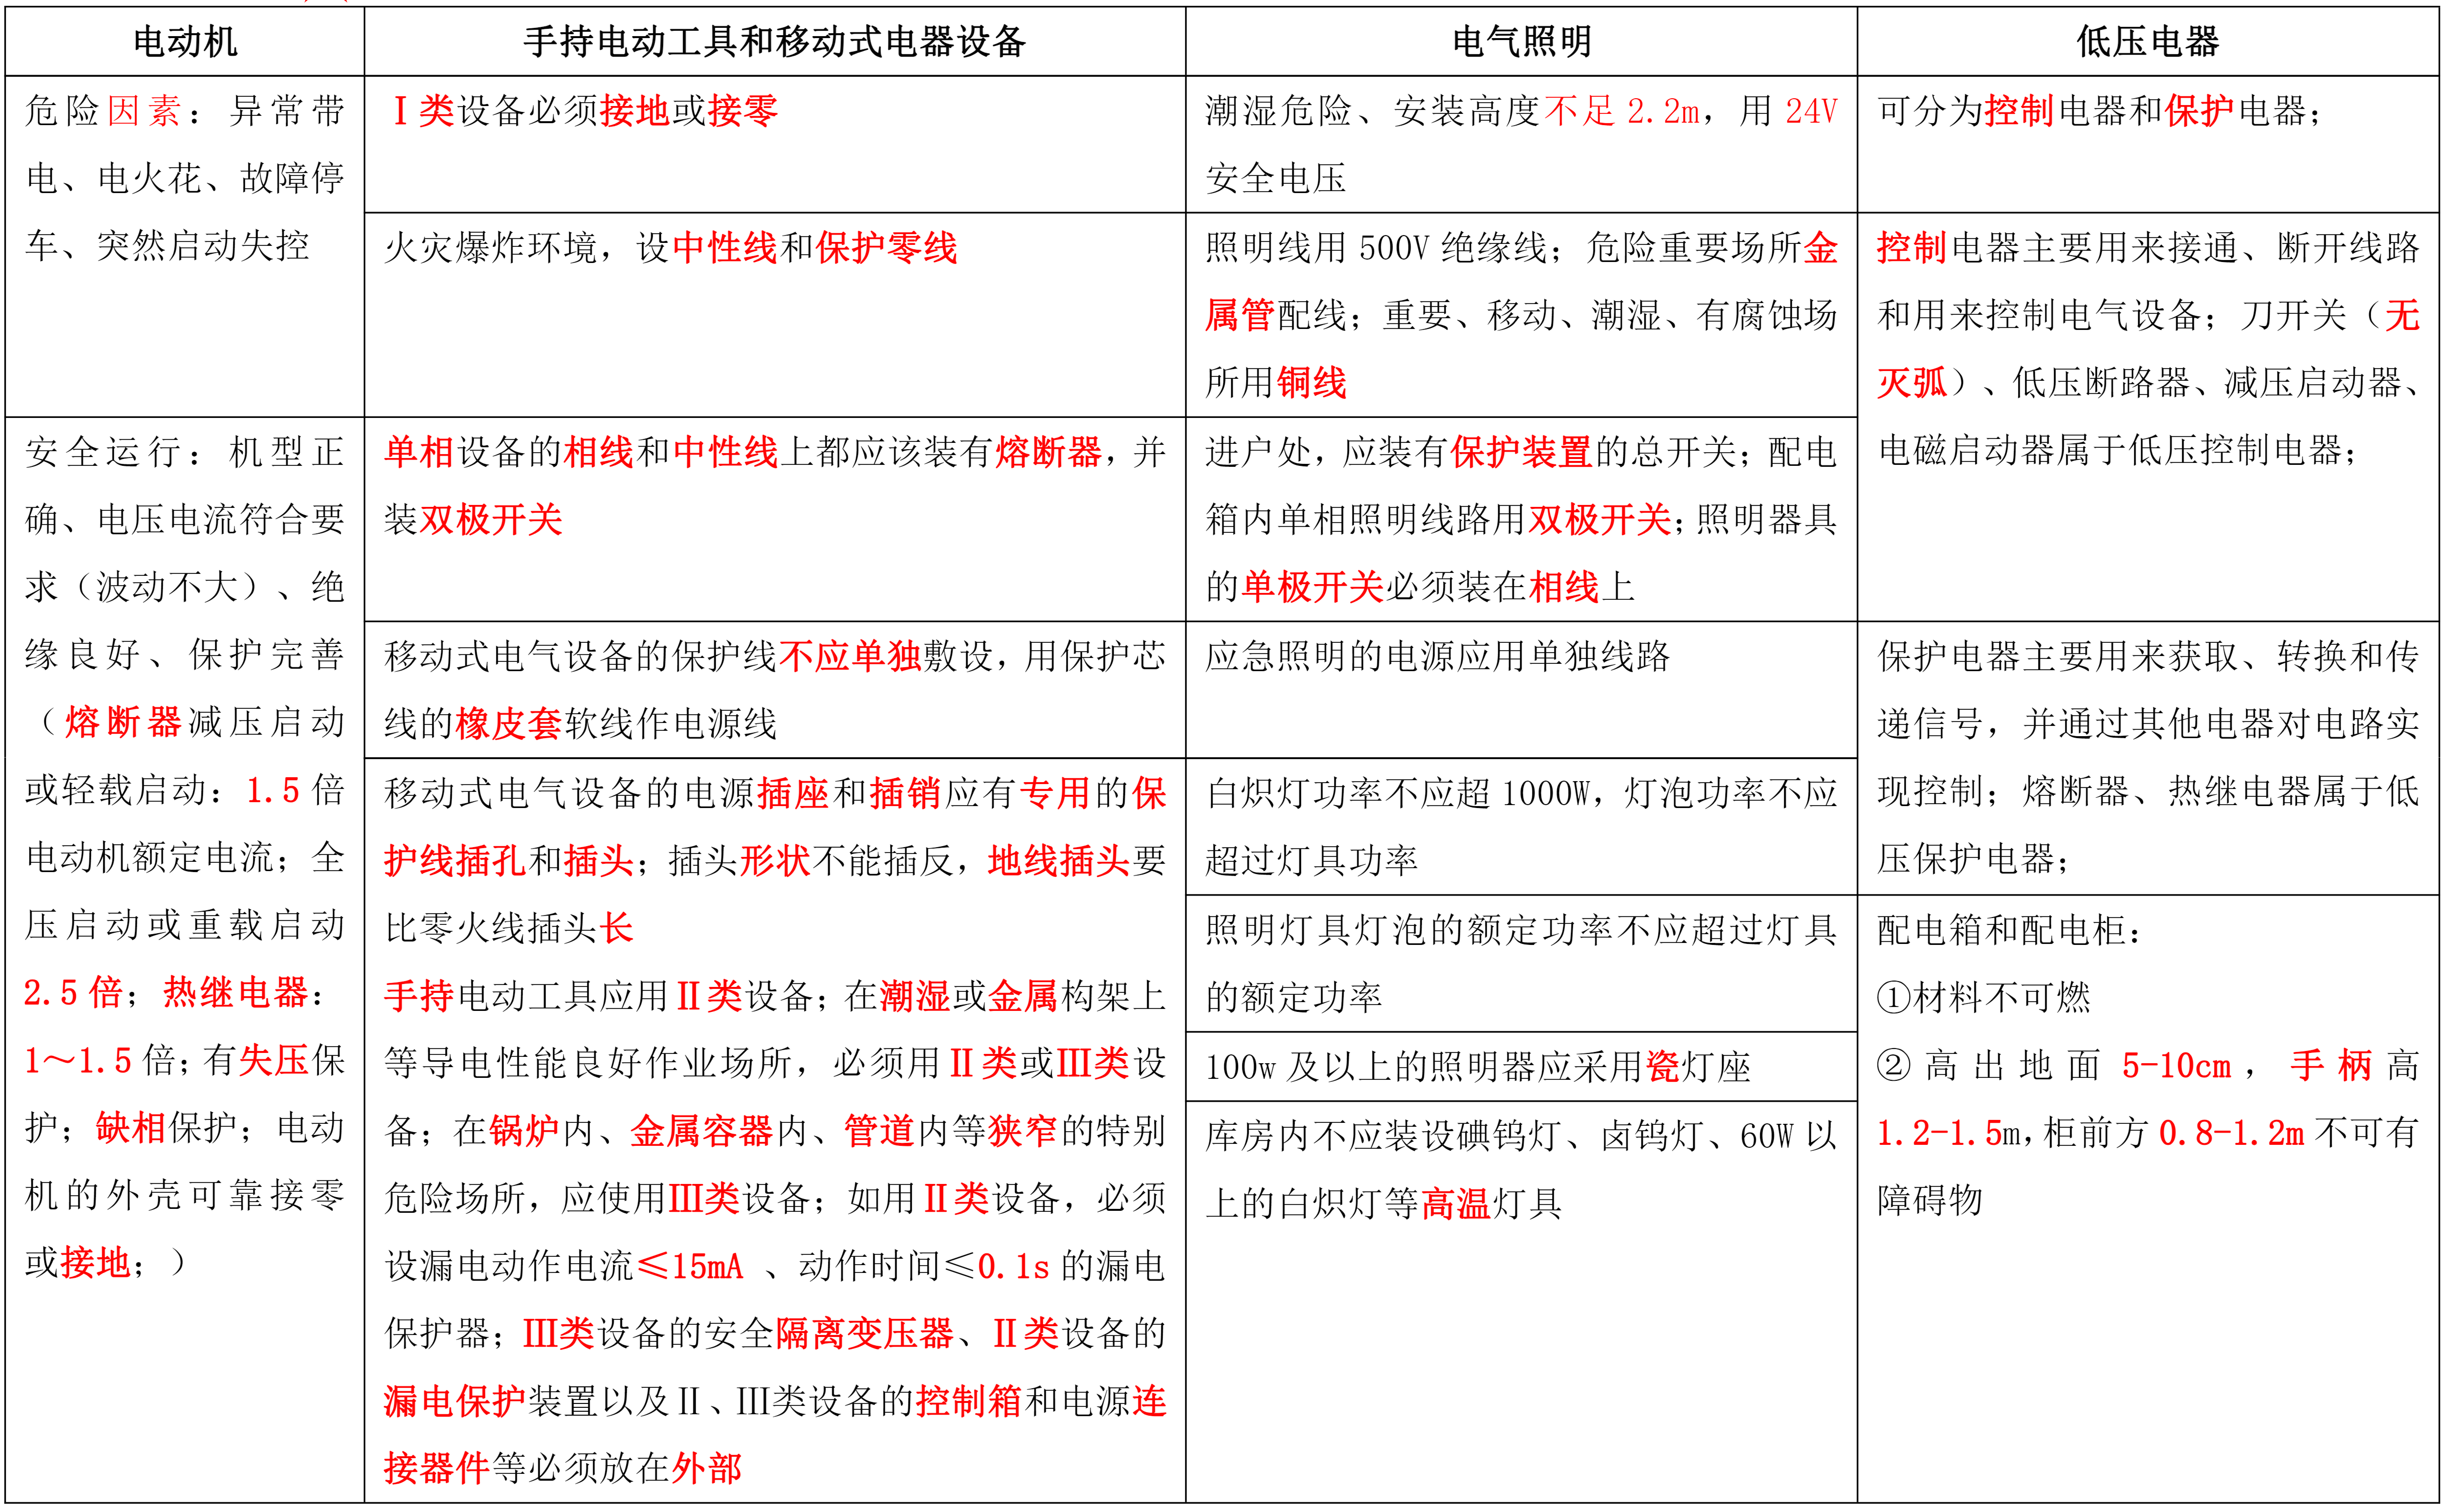 电动机
手持电动工具和移动式电器设备
电气照明
低压电器
危险因素：异常带
电、电火花、故障停
车、突然启动失控
安全运行：机型正
确、电压电流符合要
求（波动不大）、绝
缘良好、保护完善
（熔断器减压启动
或轻载启动：1.5 倍
电动机额定电流；全
压启动或重载启动
2.5 倍；热继电器：
1～1.5 倍；有失压保
护；缺相保护；电动
机的外壳可靠接零
或接地；）
Ⅰ类设备必须接地或接零
火灾爆炸环境，设中性线和保护零线
单相设备的相线和中性线上都应该装有熔断器，并
装双极开关
移动式电气设备的保护线不应单独敷设，用保护芯
线的橡皮套软线作电源线
移动式电气设备的电源插座和插销应有专用的保
护线插孔和插头；插头形状不能插反，地线插头要
比零火线插头长
手持电动工具应用Ⅱ类设备；在潮湿或金属构架上
等导电性能良好作业场所，必须用Ⅱ类或Ⅲ类设
备；在锅炉内、金属容器内、管道内等狭窄的特别
危险场所，应使用Ⅲ类设备；如用Ⅱ类设备，必须
设漏电动作电流≤15mA 、动作时间≤0.1s 的漏电
保护器；Ⅲ类设备的安全隔离变压器、Ⅱ类设备的
漏电保护装置以及Ⅱ、Ⅲ类设备的控制箱和电源连
接器件等必须放在外部
潮湿危险、安装高度不足 2.2m，用 24V
安全电压
照明线用 500V 绝缘线；危险重要场所金
属管配线；重要、移动、潮湿、有腐蚀场
所用铜线
进户处，应装有保护装置的总开关；配电
箱内单相照明线路用双极开关；照明器具
的单极开关必须装在相线上
应急照明的电源应用单独线路
白炽灯功率不应超 1000W，灯泡功率不应
超过灯具功率
照明灯具灯泡的额定功率不应超过灯具
的额定功率
100w 及以上的照明器应采用瓷灯座
库房内不应装设碘钨灯、卤钨灯、60W 以
上的白炽灯等高温灯具
可分为控制电器和保护电器；
控制电器主要用来接通、断开线路
和用来控制电气设备；刀开关（无
灭弧）、低压断路器、减压启动器、
电磁启动器属于低压控制电器；
保护电器主要用来获取、转换和传
递信号，并通过其他电器对电路实
现控制；熔断器、热继电器属于低
压保护电器；
配电箱和配电柜：
①材料不可燃
②高出地面 5-10cm，手柄高
1.2-1.5m，柜前方 0.8-1.2m 不可有
障碍物